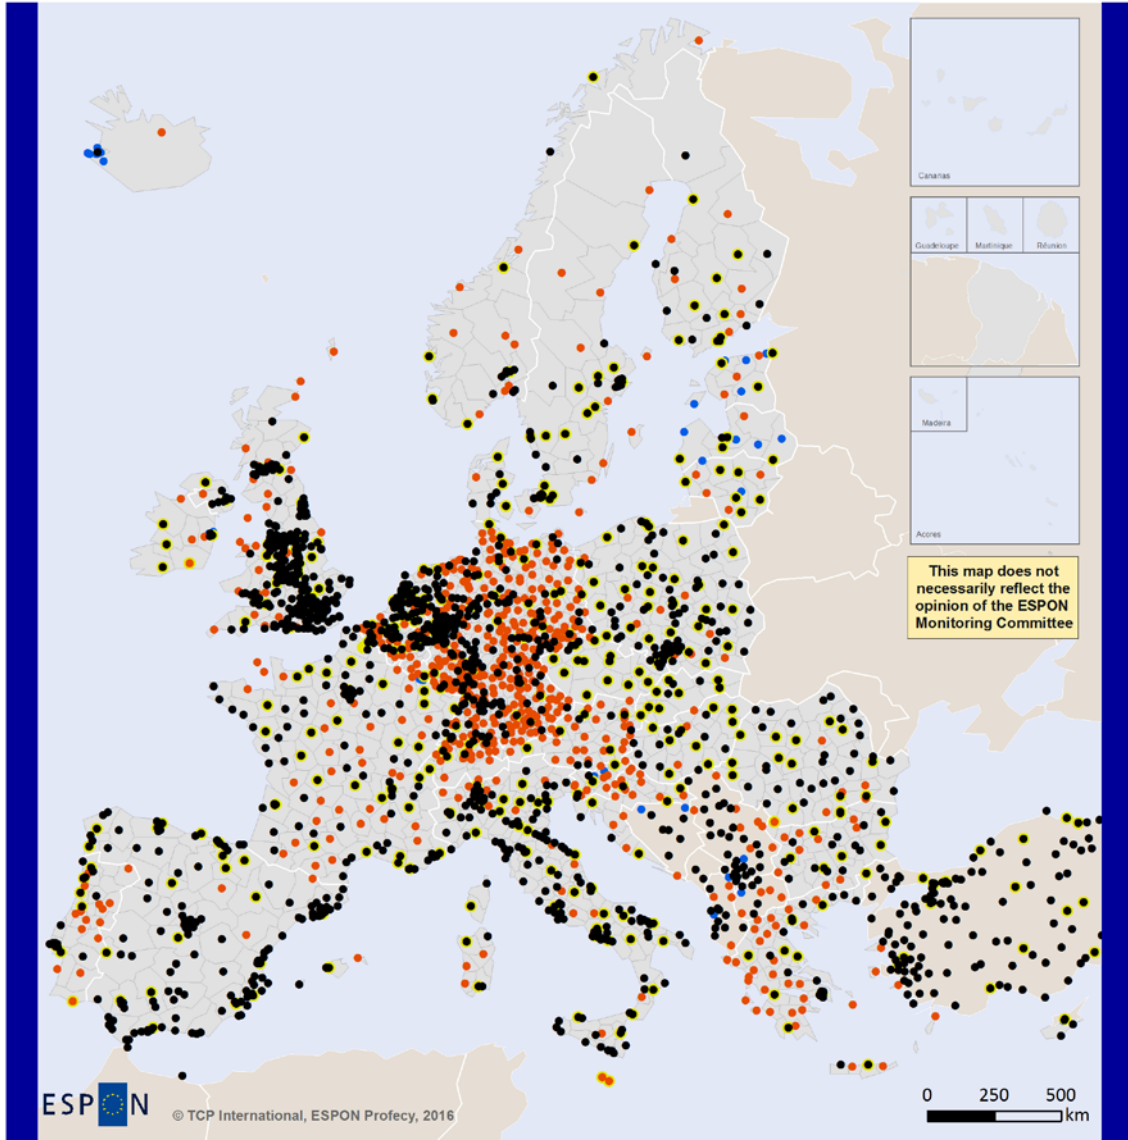 Canarias
Guadeloupe
Martinique
Réunion
Madeira
Acores
This map does not
necessarily reflect the
opinion of the ESPON
Monitoring Committee
0 250 500
km
ESPON
© TCP International, ESPON Profecy, 2016